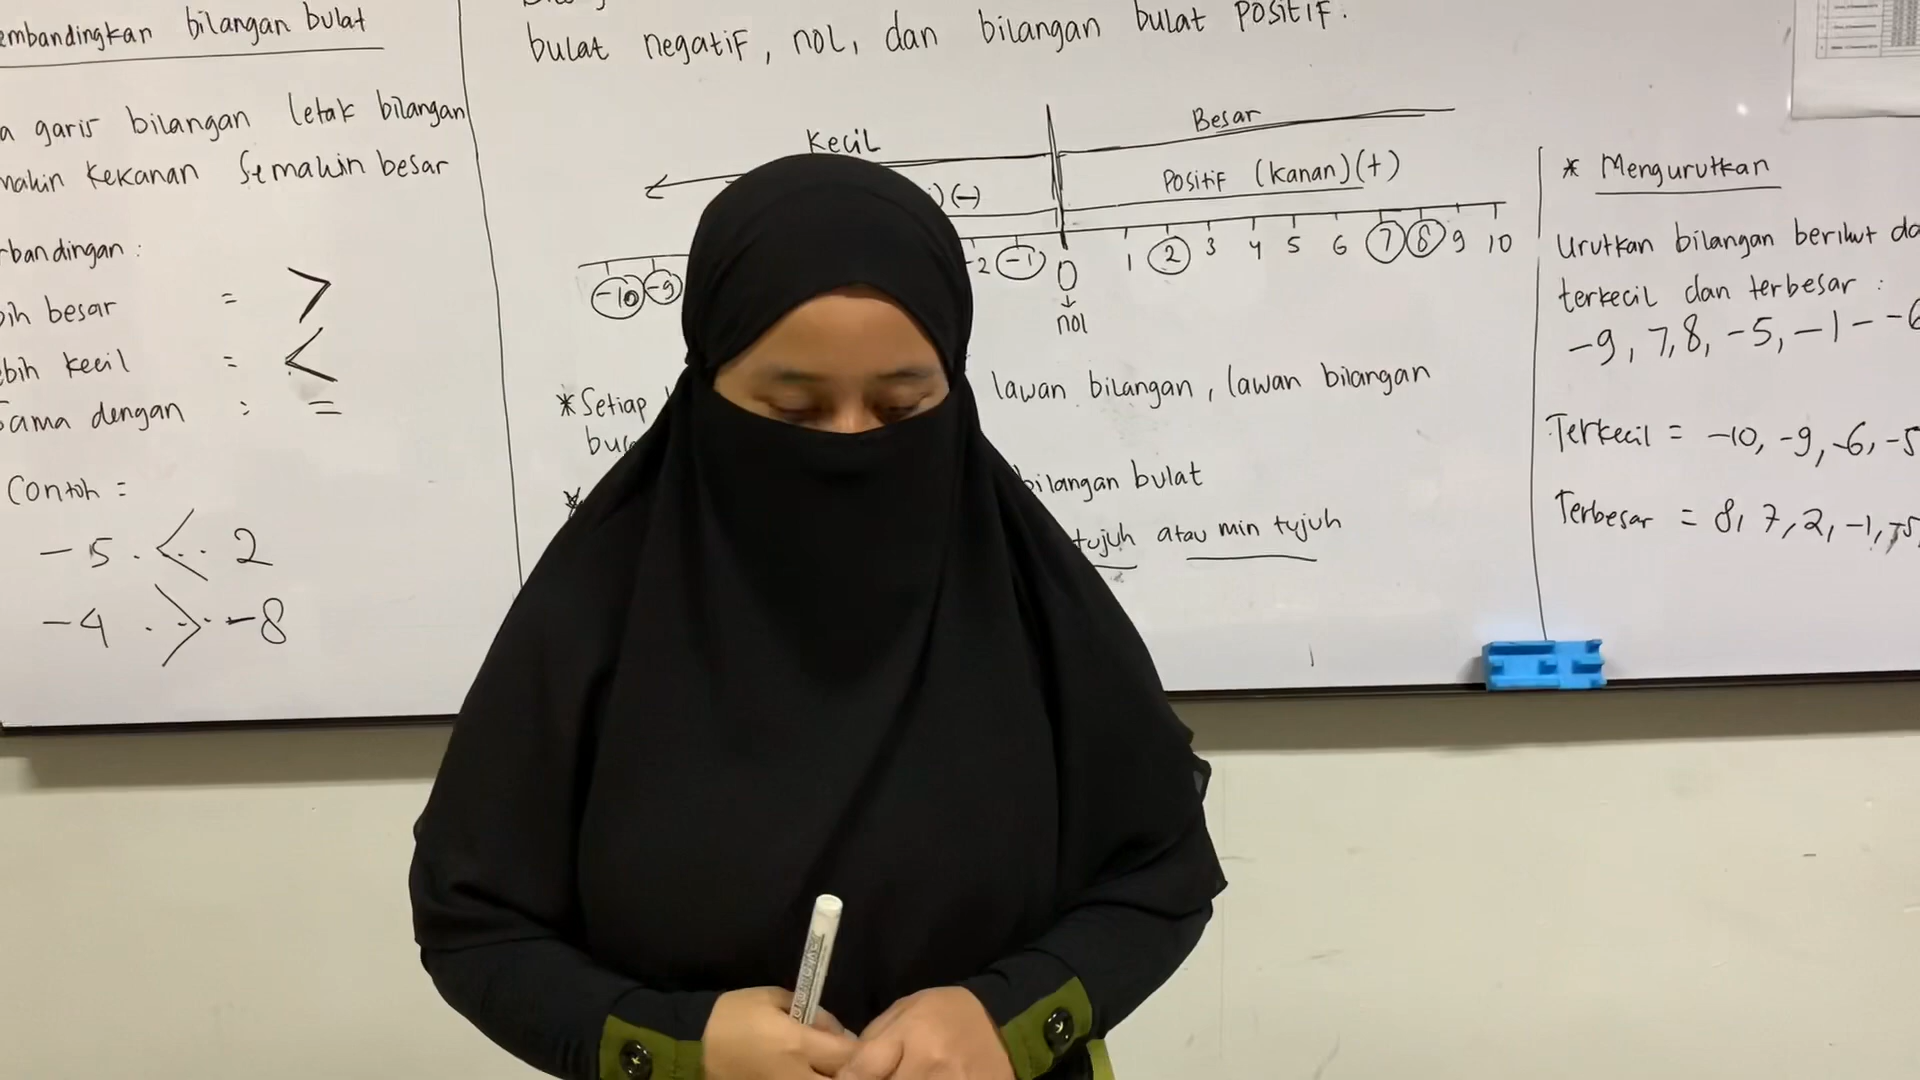 embandingkan bilangan bulat
a garis bilangan letak bilangan
makin kekanan semakin besar
rbandingan :
bih besar = >
ebih kecil = <
Sama dengan : =
Contoh =
-5 . < . 2
-4 . > . -8
bulat negatif, nol, dan bilangan bulat positif.
Kecil Besar
) (-) Positif (kanan) (+)
-10 -9 -2 -1 0 1 2 3 4 5 6 7 8 9 10
nol
* Setiap lawan bilangan, lawan bilangan
bilangan bulat
tujuh atau min tujuh
* Mengurutkan
Urutkan bilangan berikut da
terkecil dan terbesar :
-9, 7, 8, -5, -1 - -6
Terkecil = -10, -9, -6, -5
Terbesar = 8, 7, 2, -1, -5,